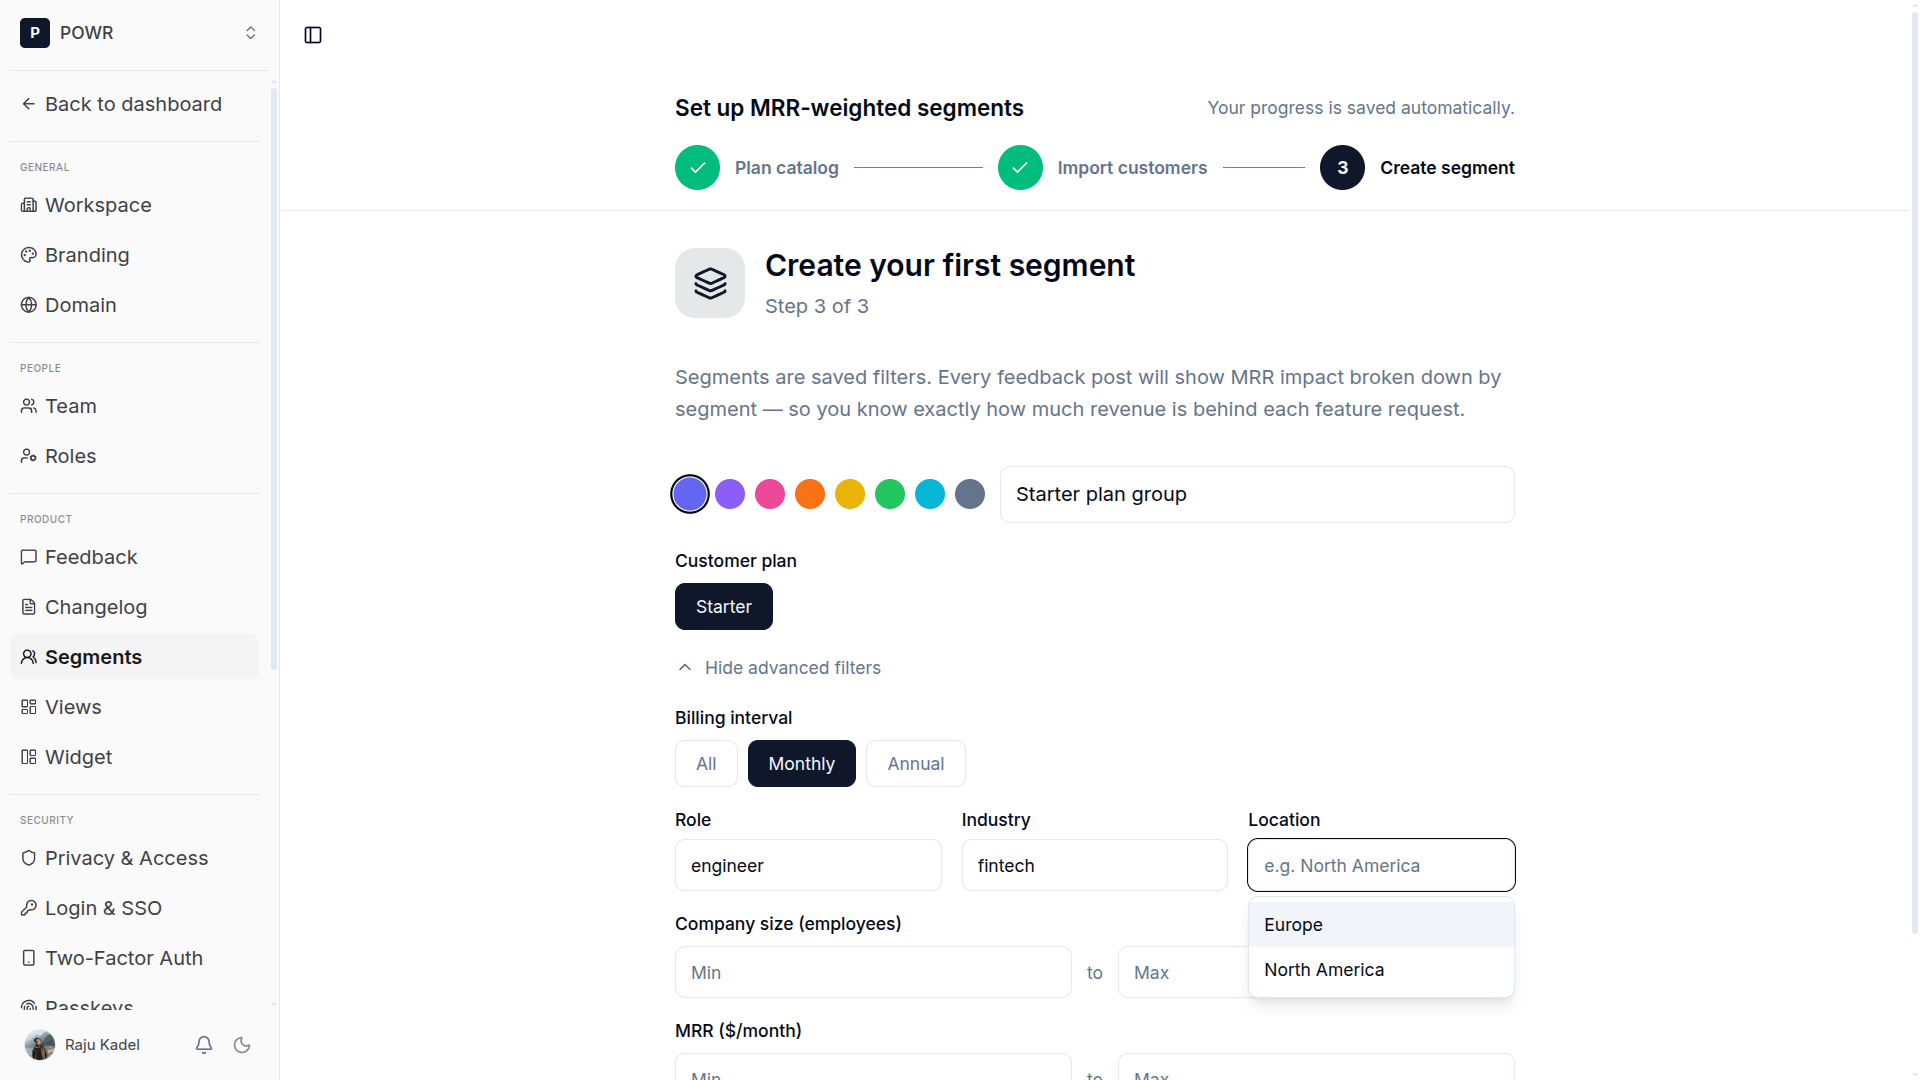 P POWR
Back to dashboard
GENERAL
Workspace
Branding
Domain
PEOPLE
Team
Roles
PRODUCT
Feedback
Changelog
Segments
Views
Widget
SECURITY
Privacy & Access
Login & SSO
Two-Factor Auth
Passkeys
Raju Kadel
Set up MRR-weighted segments
Your progress is saved automatically.
Plan catalog
Import customers
3 Create segment
Create your first segment
Step 3 of 3
Segments are saved filters. Every feedback post will show MRR impact broken down by
segment — so you know exactly how much revenue is behind each feature request.
Starter plan group
Customer plan
Starter
Hide advanced filters
Billing interval
All Monthly Annual
Role Industry Location
engineer fintech e.g. North America
Europe
North America
Company size (employees)
Min to Max
MRR ($/month)
Min to Max